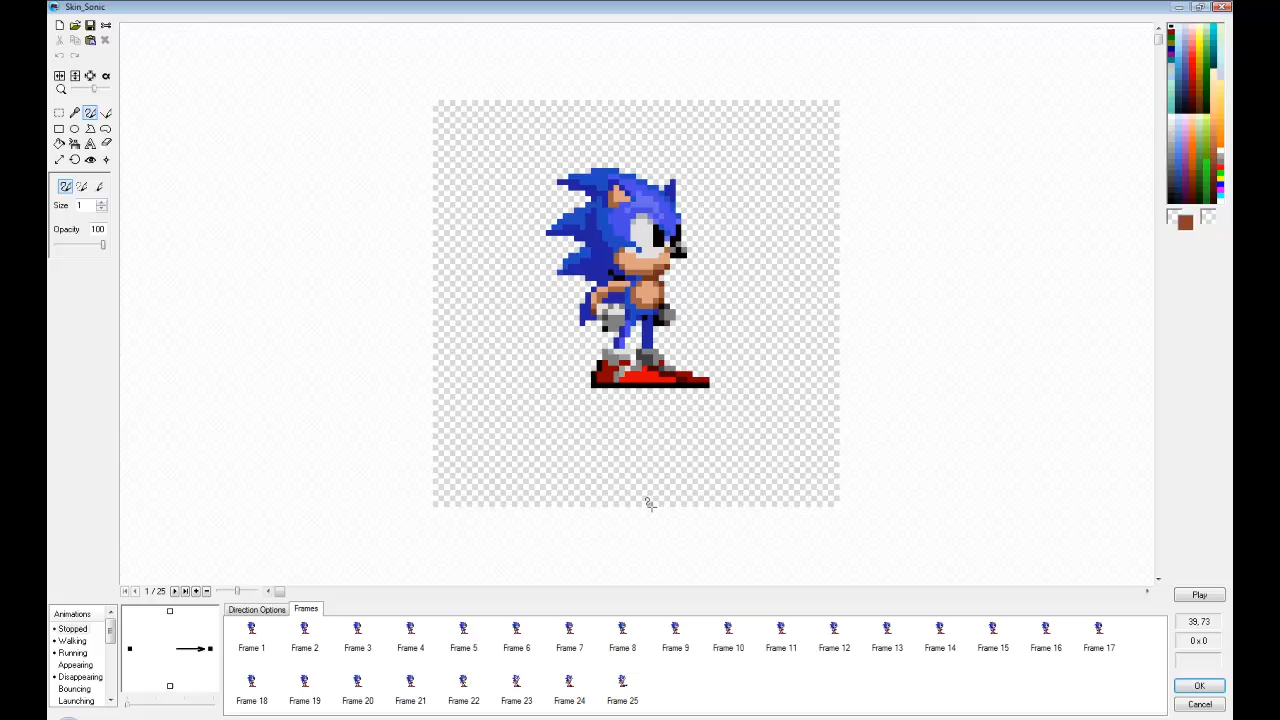 Skin_Sonic
Size 1
Opacity 100
1 / 25
Play
Animations
Stopped
Walking
Running
Appearing
Disappearing
Bouncing
Launching
Direction Options Frames
Frame 1 Frame 2 Frame 3 Frame 4 Frame 5 Frame 6 Frame 7 Frame 8 Frame 9 Frame 10 Frame 11 Frame 12 Frame 13 Frame 14 Frame 15 Frame 16 Frame 17
Frame 18 Frame 19 Frame 20 Frame 21 Frame 22 Frame 23 Frame 24 Frame 25
39, 73
0 x 0
OK
Cancel